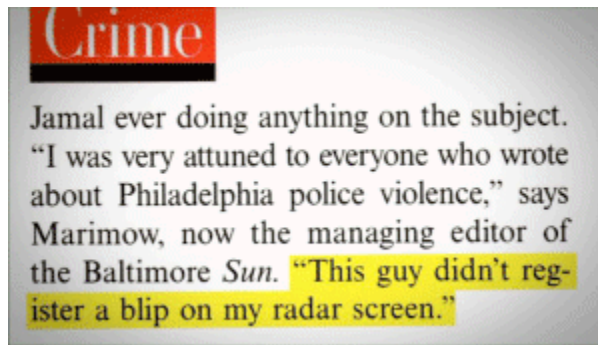 Crime
Jamal ever doing anything on the subject.
“I was very attuned to everyone who wrote
about Philadelphia police violence,” says
Marimow, now the managing editor of
the Baltimore Sun. “This guy didn’t reg-
ister a blip on my radar screen.”